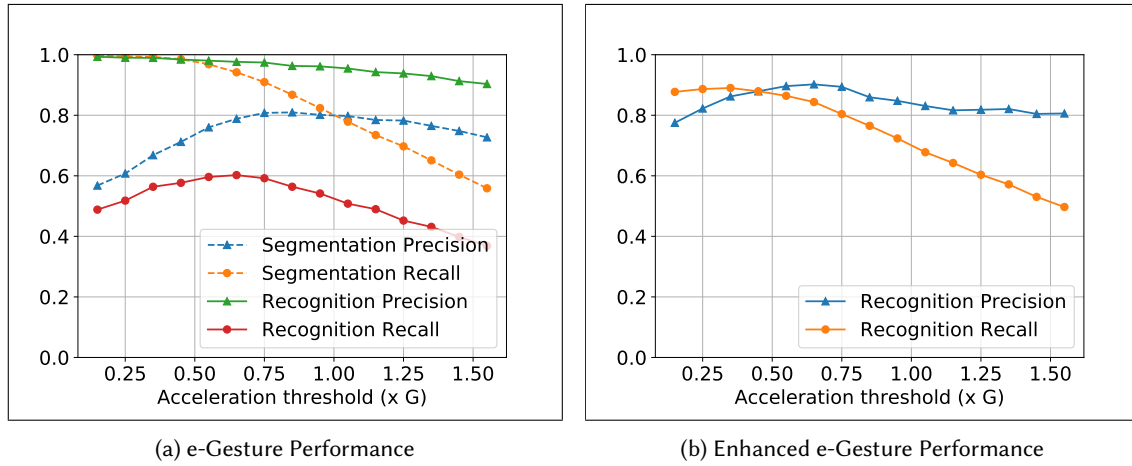 1.0
0.8
0.6
0.4
0.2
0.0
Segmentation Precision
Segmentation Recall
Recognition Precision
Recognition Recall
0.25 0.50 0.75 1.00 1.25 1.50
Acceleration threshold (x G)
(a) e-Gesture Performance
1.0
0.8
0.6
0.4
0.2
0.0
Recognition Precision
Recognition Recall
0.25 0.50 0.75 1.00 1.25 1.50
Acceleration threshold (x G)
(b) Enhanced e-Gesture Performance